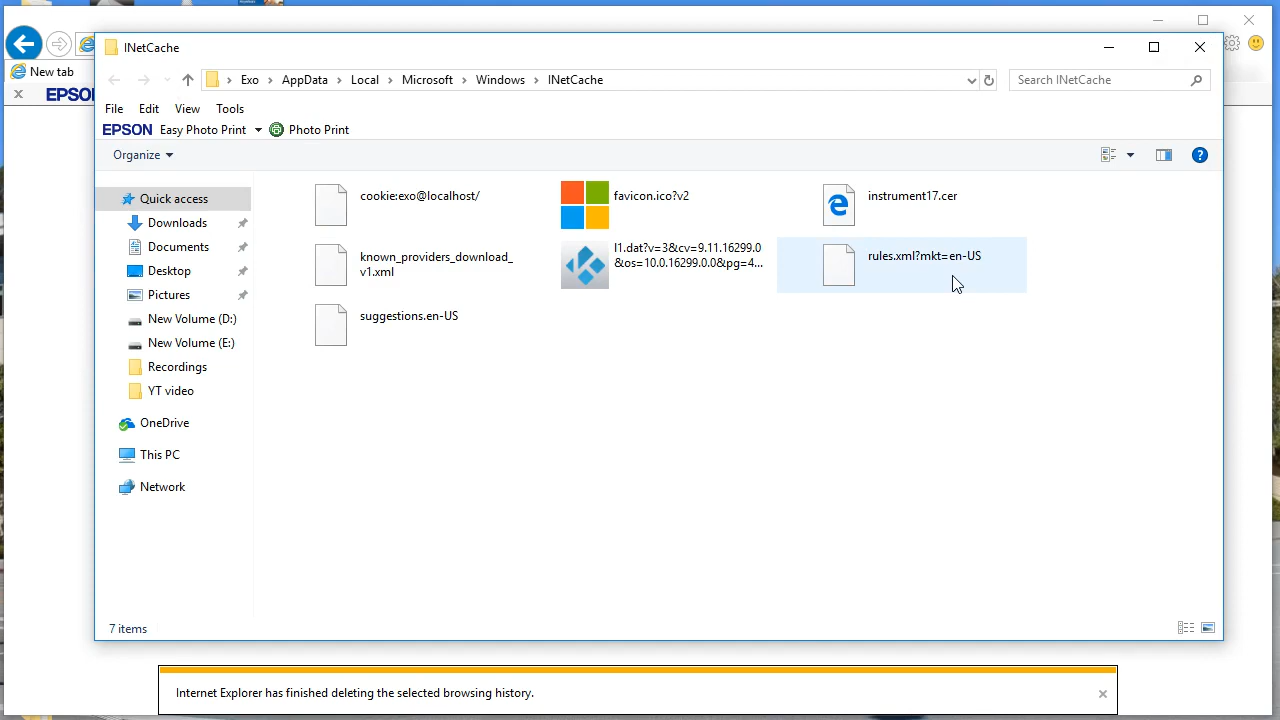 INetCache
Exo > AppData > Local > Microsoft > Windows > INetCache
Search INetCache
New tab
File Edit View Tools
EPSON
EPSON Easy Photo Print Photo Print
Organize
Quick access
Downloads
Documents
Desktop
Pictures
New Volume (D:)
New Volume (E:)
Recordings
YT video
OneDrive
This PC
Network
cookie:exo@localhost/
favicon.ico?v2
instrument17.cer
known_providers_download_
v1.xml
l1.dat?v=3&cv=9.11.16299.0
&os=10.0.16299.0.0&pg=4...
rules.xml?mkt=en-US
suggestions.en-US
7 items
Internet Explorer has finished deleting the selected browsing history.